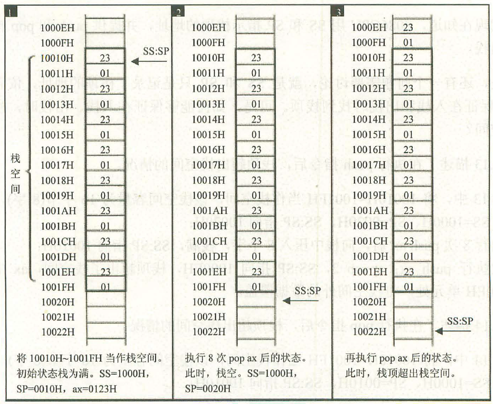 1
1000EH
1000FH
SS:SP
10010H 23
10011H 01
10012H 23
10013H 01
10014H 23
10015H 01
10016H 23
栈空间
10017H 01
10018H 23
10019H 01
1001AH 23
1001BH 01
1001CH 23
1001DH 01
1001EH 23
1001FH 01
10020H
10021H
10022H
将 10010H~1001FH 当作栈空间。
初始状态栈为满。SS=1000H,
SP=0010H，ax=0123H
2
1000EH 23
1000FH 01
10010H 23
10011H 01
10012H 23
10013H 01
10014H 23
10015H 01
10016H 23
10017H 01
10018H 23
10019H 01
1001AH 23
1001BH 01
1001CH 23
1001DH 01
1001EH 23
1001FH 01
SS:SP
10020H
10021H
10022H
执行 8 次 pop ax 后的状态。
此时，栈空。SS=1000H，
SP=0020H
3
1000EH 23
1000FH 01
10010H 23
10011H 01
10012H 23
10013H 01
10014H 23
10015H 01
10016H 23
10017H 01
10018H 23
10019H 01
1001AH 23
1001BH 01
1001CH 23
1001DH 01
1001EH 23
1001FH 01
10020H
10021H
SS:SP
10022H
再执行 pop ax 后的状态。
此时，栈顶超出栈空间。